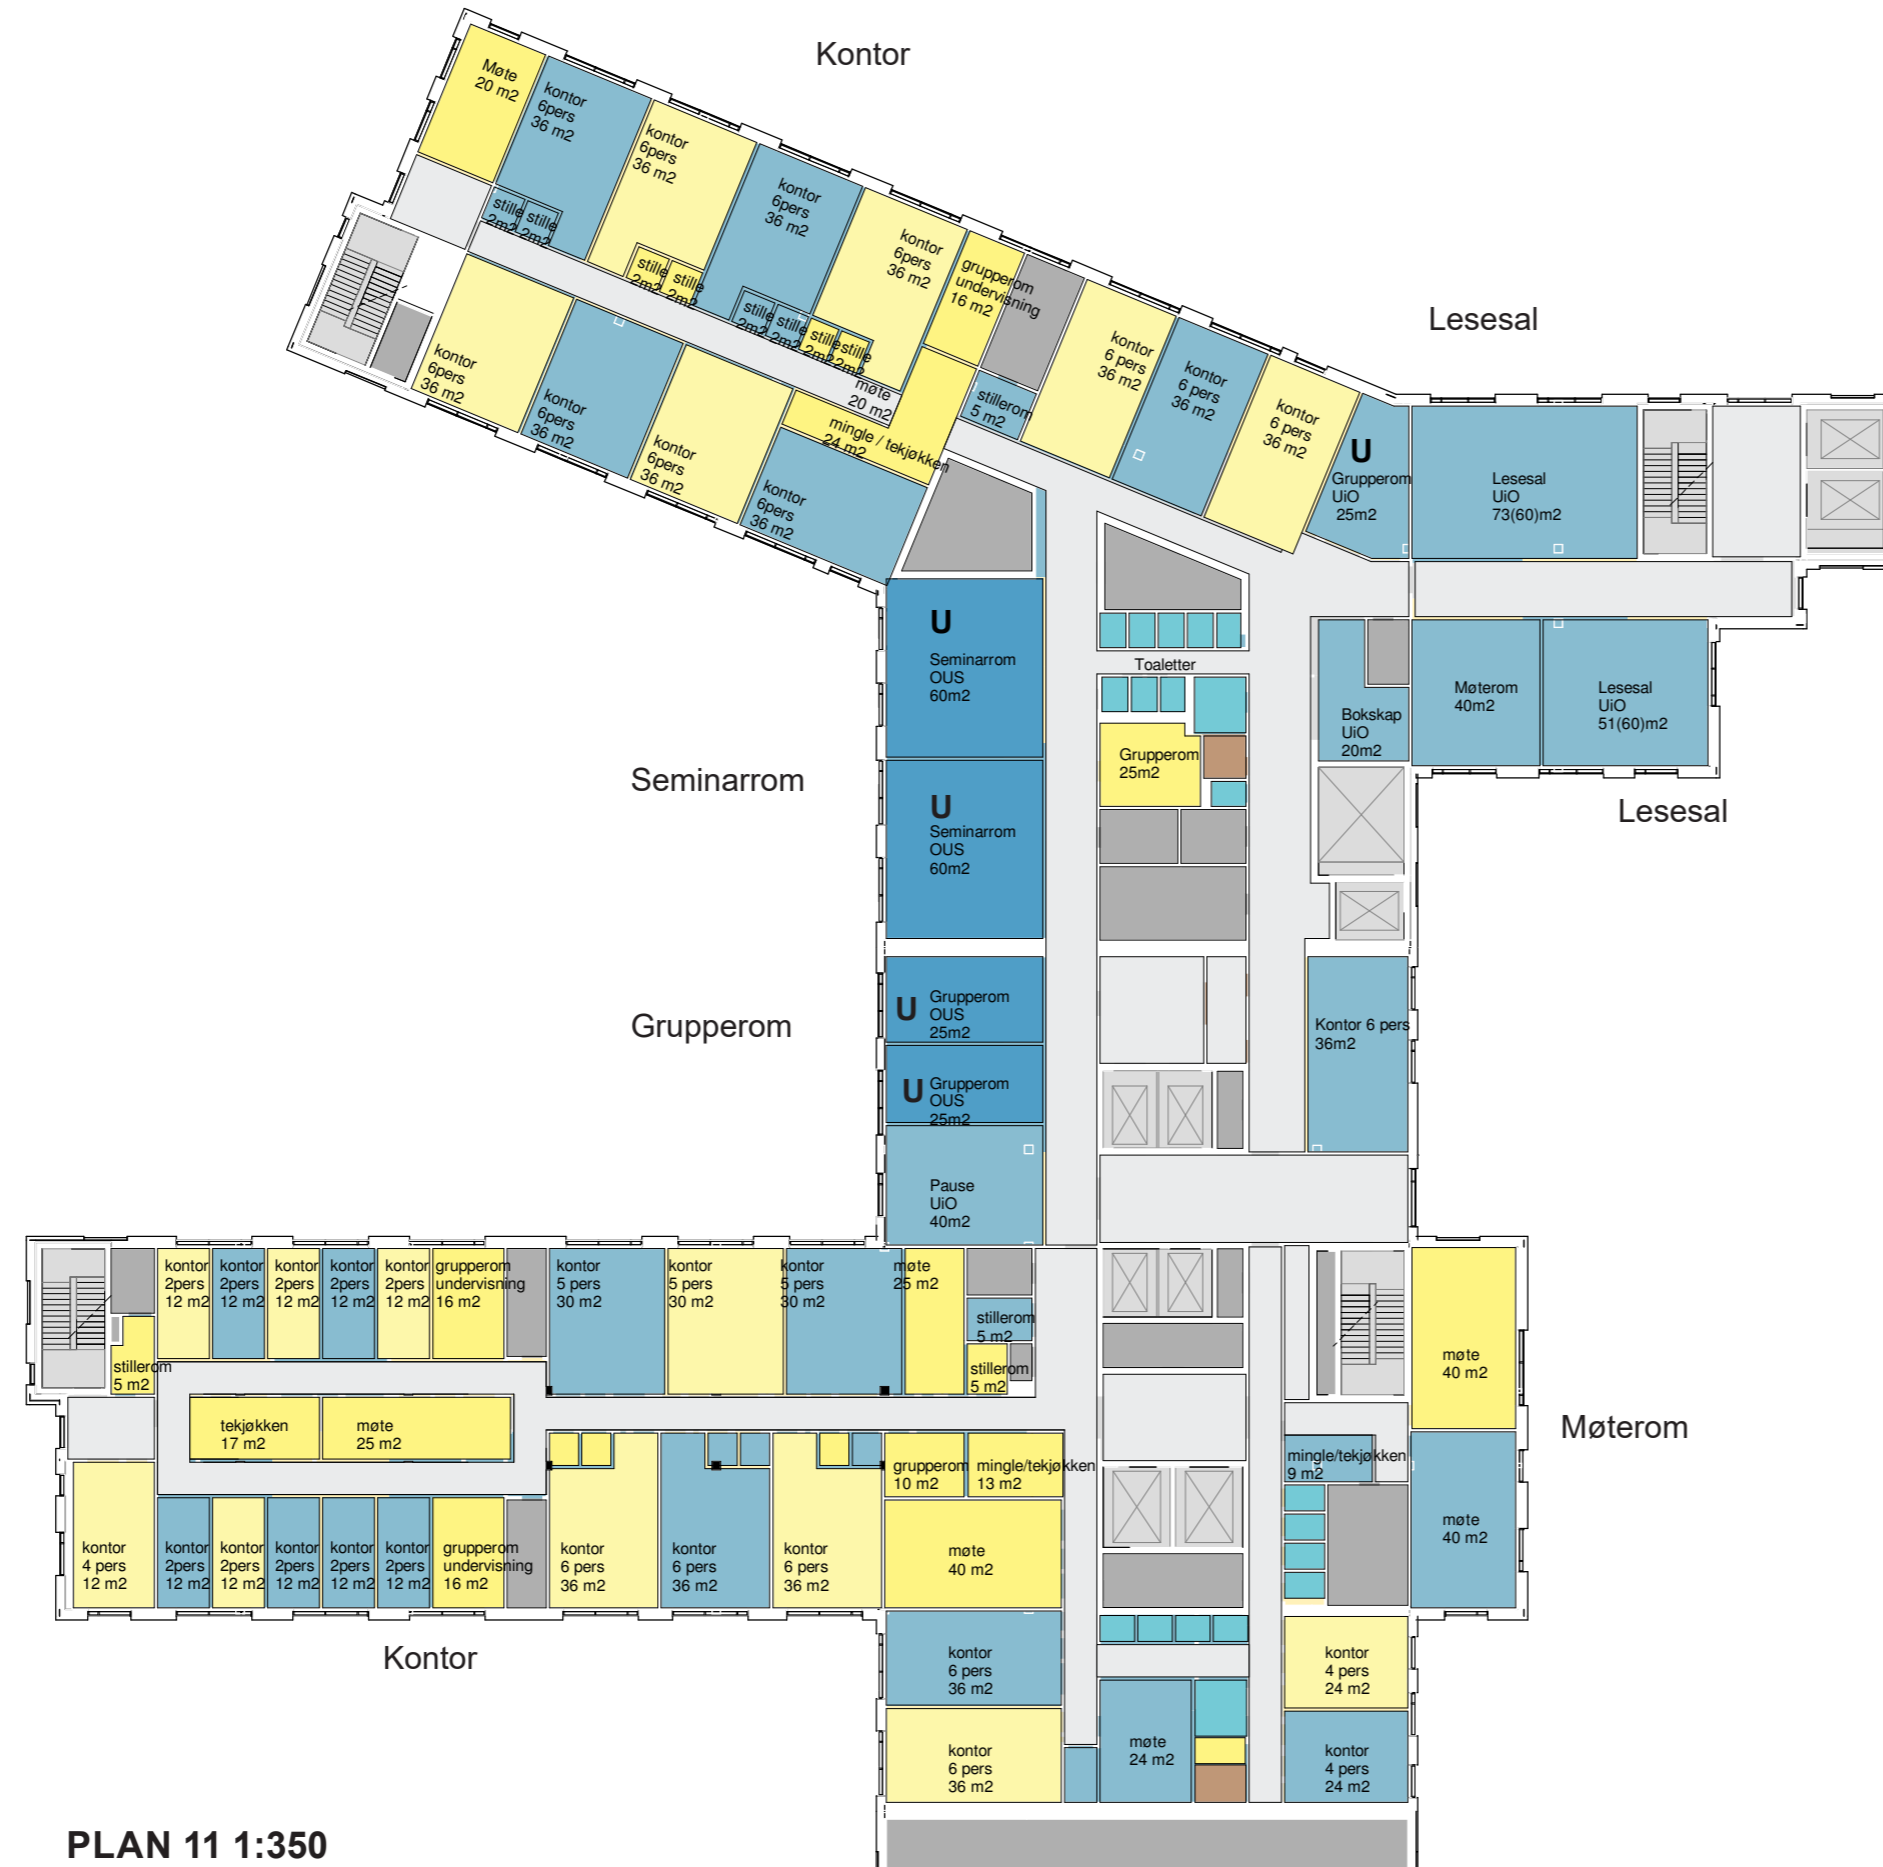 Kontor
Møte
20 m2
kontor
6pers
36 m2
kontor
6pers
36 m2
kontor
6pers
36 m2
kontor
6pers
36 m2
grupperom
undervisning
16 m2
stille
2m2
stille
2m2
stille
2m2
stille
2m2
stille
2m2
stille
2m2
stille
2m2
stille
2m2
møte
20 m2
mingle / tekjøkken
24 m2
stillerom
5 m2
kontor
6pers
36 m2
kontor
6pers
36 m2
kontor
6pers
36 m2
kontor
6pers
36 m2
kontor
6 pers
36 m2
kontor
6 pers
36 m2
kontor
6 pers
36 m2
Lesesal
U
Grupperom
UiO
25m2
Lesesal
UiO
73(60)m2
U
Seminarrom
OUS
60m2
Toaletter
Grupperom
25m2
Bokskap
UiO
20m2
Møterom
40m2
Lesesal
UiO
51(60)m2
Lesesal
Seminarrom
U
Seminarrom
OUS
60m2
Grupperom
U
Grupperom
OUS
25m2
U
Grupperom
OUS
25m2
Kontor 6 pers
36m2
Pause
UiO
40m2
kontor
2pers
12 m2
kontor
2pers
12 m2
kontor
2pers
12 m2
kontor
2pers
12 m2
kontor
2pers
12 m2
grupperom
undervisning
16 m2
kontor
5 pers
30 m2
kontor
5 pers
30 m2
kontor
5 pers
30 m2
møte
25 m2
stillerom
5 m2
stillerom
5 m2
stillerom
5 m2
tekjøkken
17 m2
møte
25 m2
møte
40 m2
Møterom
grupperom
10 m2
mingle/tekjøkken
13 m2
mingle/tekjøkken
9 m2
møte
40 m2
kontor
4 pers
12 m2
kontor
2pers
12 m2
kontor
2pers
12 m2
kontor
2pers
12 m2
kontor
2pers
12 m2
kontor
2pers
12 m2
grupperom
undervisning
16 m2
kontor
6 pers
36 m2
kontor
6 pers
36 m2
kontor
6 pers
36 m2
møte
40 m2
Kontor
kontor
6 pers
36 m2
kontor
4 pers
24 m2
kontor
6 pers
36 m2
møte
24 m2
kontor
4 pers
24 m2
PLAN 11 1:350